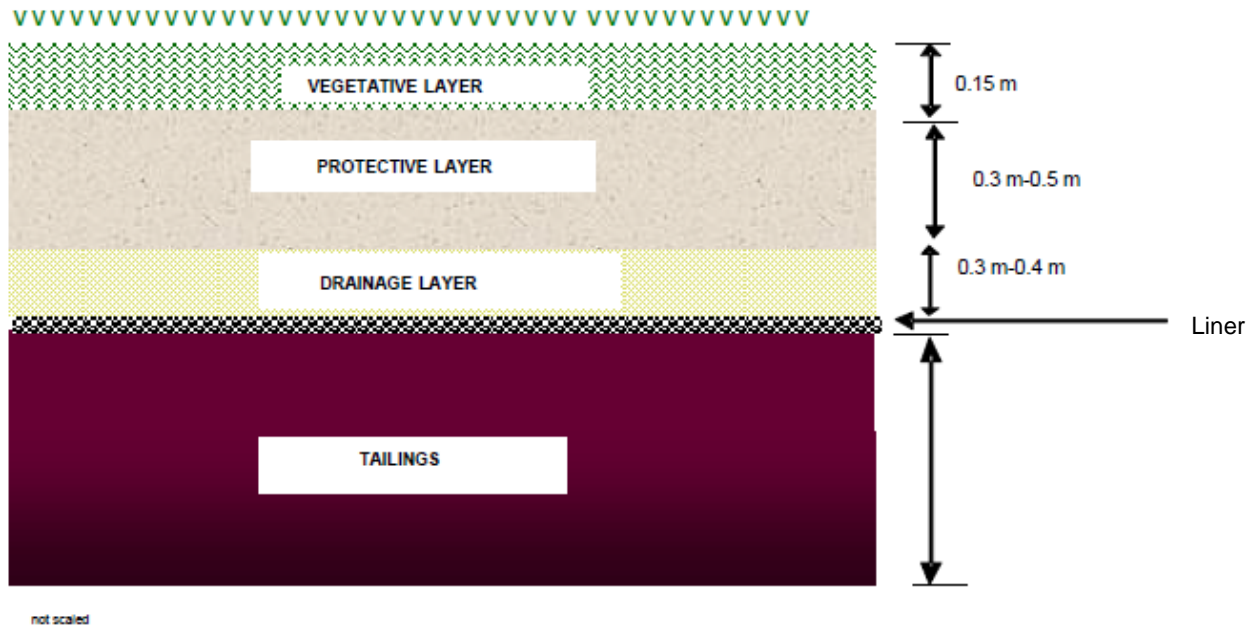 VEGETATIVE LAYER
0.15 m
PROTECTIVE LAYER
0.3 m-0.5 m
DRAINAGE LAYER
0.3 m-0.4 m
Liner
TAILINGS
not scaled